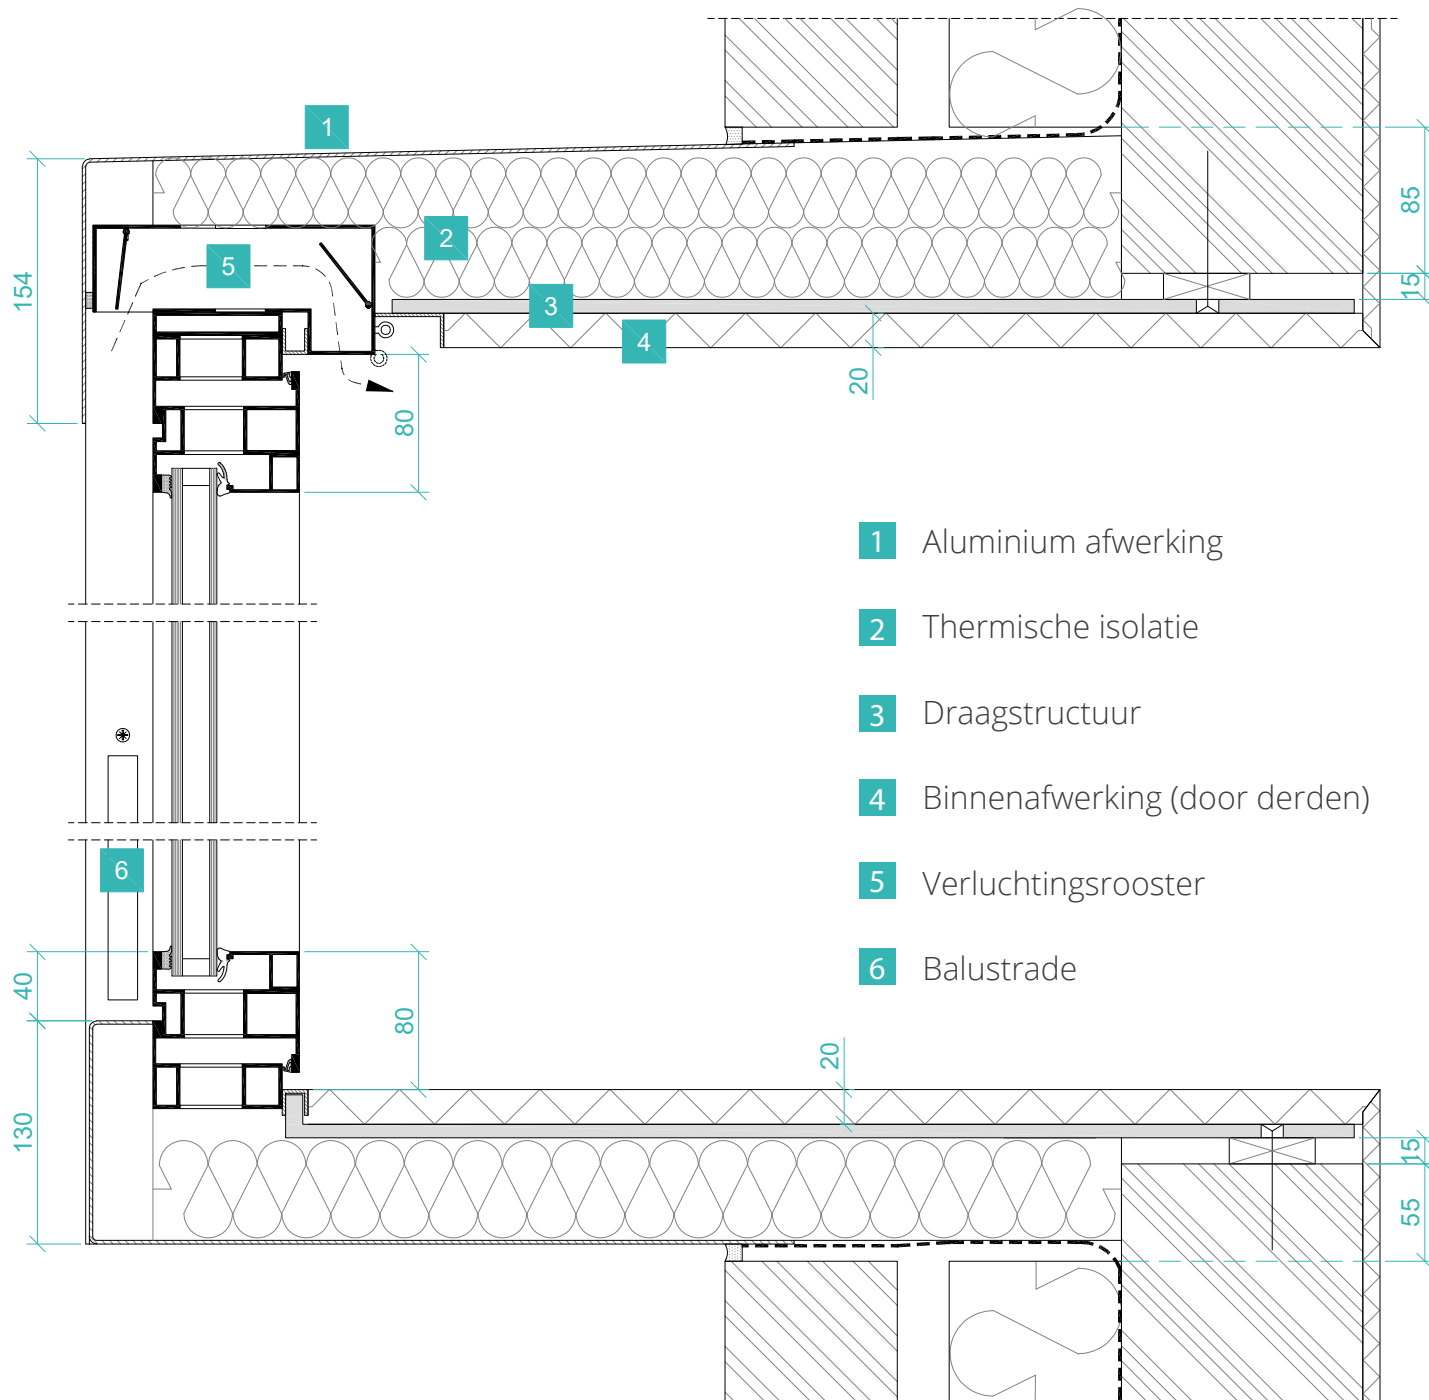 1
85
154
2
5
15
3
4
20
80
1 Aluminium afwerking
2 Thermische isolatie
3 Draagstructuur
4 Binnenafwerking (door derden)
6
5 Verluchtingsrooster
6 Balustrade
40
80
20
130
15
55